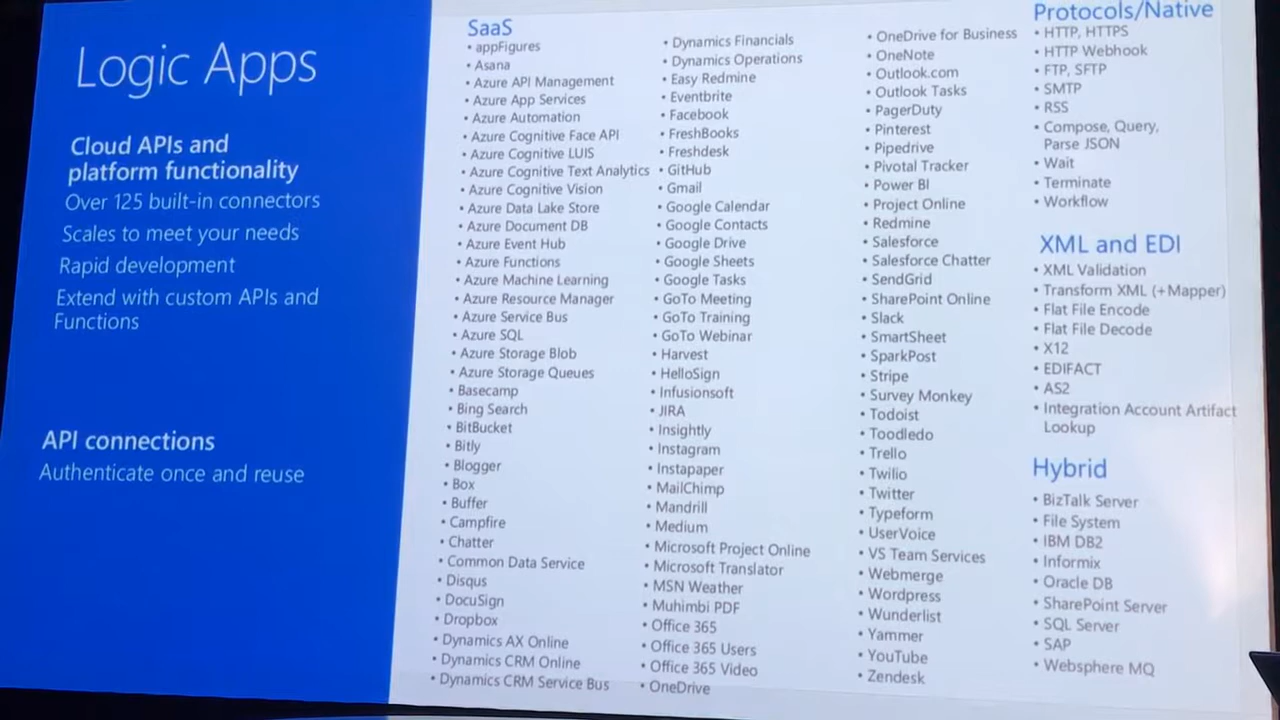 Logic Apps
Cloud APIs and
platform functionality
Over 125 built-in connectors
Scales to meet your needs
Rapid development
Extend with custom APIs and
Functions
API connections
Authenticate once and reuse
SaaS
• appFigures
• Asana
• Azure API Management
• Azure App Services
• Azure Automation
• Azure Cognitive Face API
• Azure Cognitive LUIS
• Azure Cognitive Text Analytics
• Azure Cognitive Vision
• Azure Data Lake Store
• Azure Document DB
• Azure Event Hub
• Azure Functions
• Azure Machine Learning
• Azure Resource Manager
• Azure Service Bus
• Azure SQL
• Azure Storage Blob
• Azure Storage Queues
• Basecamp
• Bing Search
• BitBucket
• Bitly
• Blogger
• Box
• Buffer
• Campfire
• Chatter
• Common Data Service
• Disqus
• DocuSign
• Dropbox
• Dynamics AX Online
• Dynamics CRM Online
• Dynamics CRM Service Bus
• Dynamics Financials
• Dynamics Operations
• Easy Redmine
• Eventbrite
• Facebook
• FreshBooks
• Freshdesk
• GitHub
• Gmail
• Google Calendar
• Google Contacts
• Google Drive
• Google Sheets
• Google Tasks
• GoTo Meeting
• GoTo Training
• GoTo Webinar
• Harvest
• HelloSign
• Infusionsoft
• JIRA
• Insightly
• Instagram
• Instapaper
• MailChimp
• Mandrill
• Medium
• Microsoft Project Online
• Microsoft Translator
• MSN Weather
• Muhimbi PDF
• Office 365
• Office 365 Users
• Office 365 Video
• OneDrive
• OneDrive for Business
• OneNote
• Outlook.com
• Outlook Tasks
• PagerDuty
• Pinterest
• Pipedrive
• Pivotal Tracker
• Power BI
• Project Online
• Redmine
• Salesforce
• Salesforce Chatter
• SendGrid
• SharePoint Online
• Slack
• SmartSheet
• SparkPost
• Stripe
• Survey Monkey
• Todoist
• Toodledo
• Trello
• Twilio
• Twitter
• Typeform
• UserVoice
• VS Team Services
• Webmerge
• Wordpress
• Wunderlist
• Yammer
• YouTube
• Zendesk
Protocols/Native
• HTTP, HTTPS
• HTTP Webhook
• FTP, SFTP
• SMTP
• RSS
• Compose, Query,
Parse JSON
• Wait
• Terminate
• Workflow
XML and EDI
• XML Validation
• Transform XML (+Mapper)
• Flat File Encode
• Flat File Decode
• X12
• EDIFACT
• AS2
• Integration Account Artifact
Lookup
Hybrid
• BizTalk Server
• File System
• IBM DB2
• Informix
• Oracle DB
• SharePoint Server
• SQL Server
• SAP
• Websphere MQ